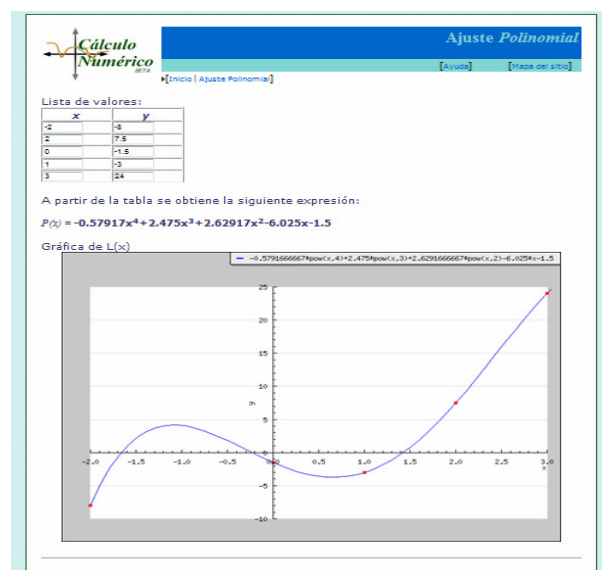 Cálculo
Numérico
BETA
Ajuste Polinomial
[Ayuda] [Mapa del sitio]
[Inicio | Ajuste Polinomial]
Lista de valores:
x y
-2 -8
2 7.5
0 -1.5
1 -3
3 24
A partir de la tabla se obtiene la siguiente expresión:
P(x) = -0.57917x⁴+2.475x³+2.62917x²-6.025x-1.5
Gráfica de L(x)
-0.5791666667*pow(x,4)+2.475*pow(x,3)+2.6291666667*pow(x,2)-6.025*x-1.5
25
20
15
10
y
5
-2.0 -1.5 -1.0 -0.5 0.0 0.5 1.0 1.5 2.0 2.5 3.0
x
-5
-10